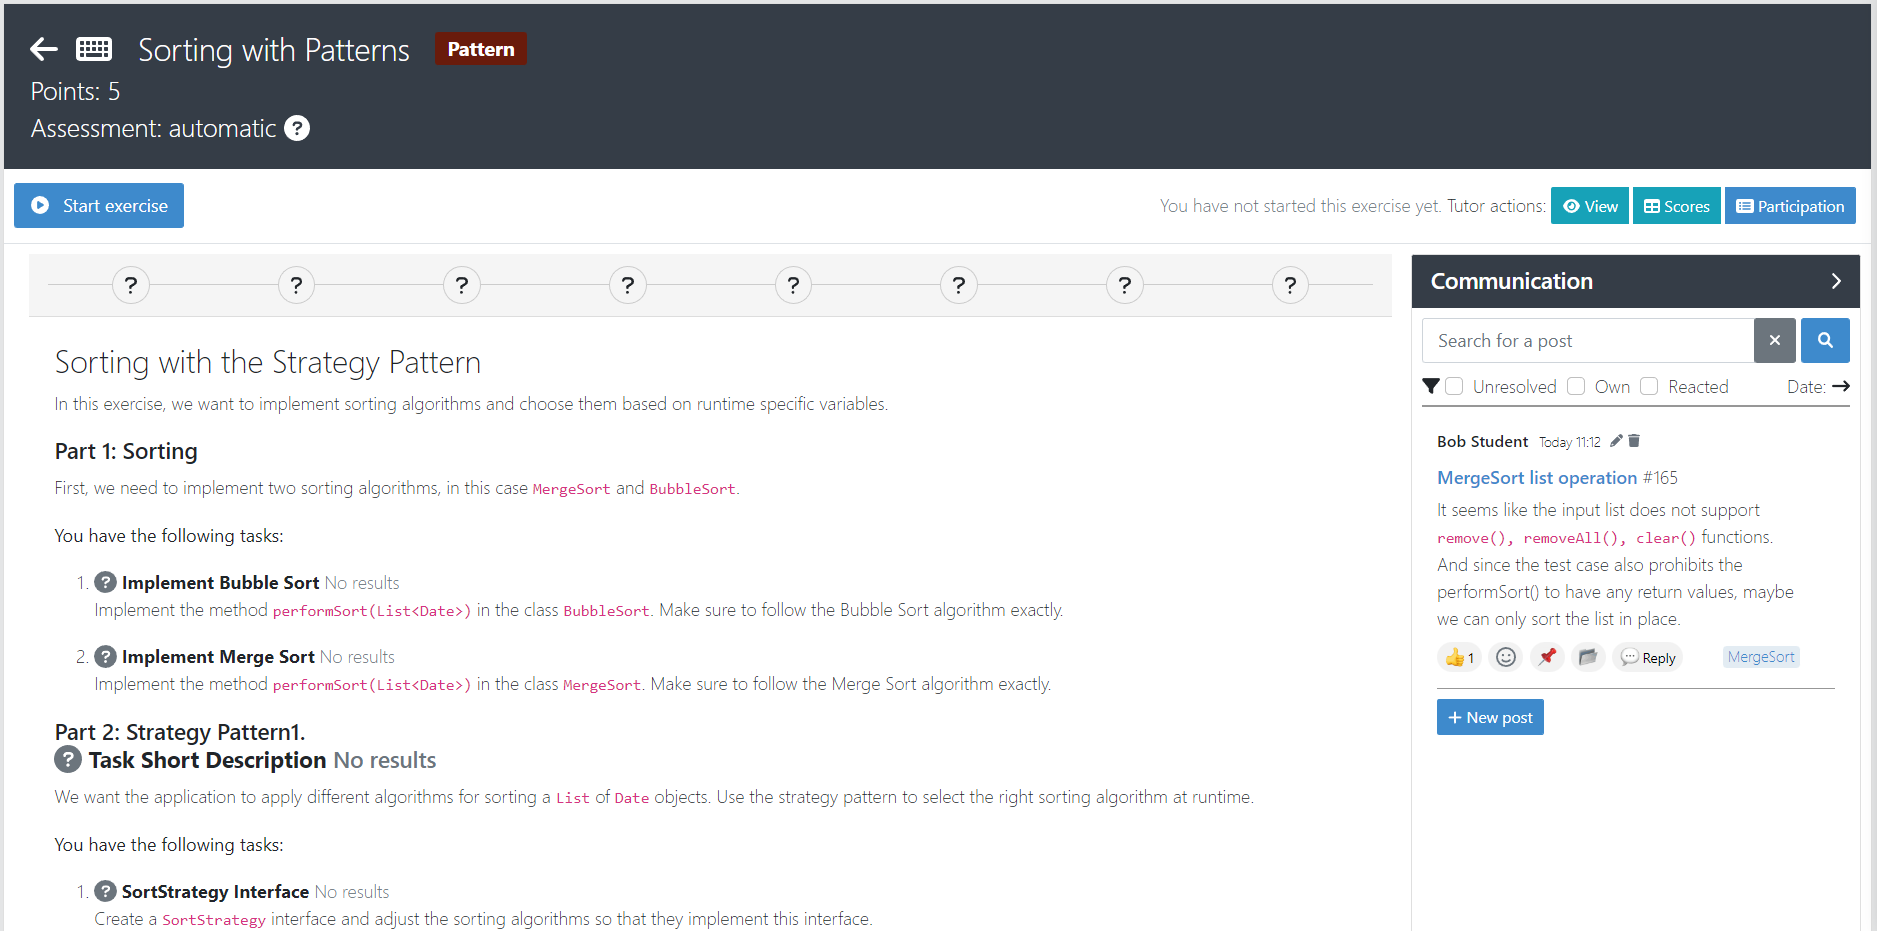 Sorting with Patterns Pattern
Points: 5
Assessment: automatic ?
Start exercise
You have not started this exercise yet. Tutor actions: View Scores Participation
? ? ? ? ? ? ? ?
Sorting with the Strategy Pattern
In this exercise, we want to implement sorting algorithms and choose them based on runtime specific variables.
Part 1: Sorting
First, we need to implement two sorting algorithms, in this case MergeSort and BubbleSort.
You have the following tasks:
1. ? Implement Bubble Sort No results
Implement the method performSort(List<Date>) in the class BubbleSort. Make sure to follow the Bubble Sort algorithm exactly.
2. ? Implement Merge Sort No results
Implement the method performSort(List<Date>) in the class MergeSort. Make sure to follow the Merge Sort algorithm exactly.
Part 2: Strategy Pattern1.
? Task Short Description No results
We want the application to apply different algorithms for sorting a List of Date objects. Use the strategy pattern to select the right sorting algorithm at runtime.
You have the following tasks:
1. ? SortStrategy Interface No results
Create a SortStrategy interface and adjust the sorting algorithms so that they implement this interface.
Communication
Search for a post
Unresolved Own Reacted Date:
Bob Student Today 11:12
MergeSort list operation #165
It seems like the input list does not support
remove(), removeAll(), clear() functions.
And since the test case also prohibits the
performSort() to have any return values, maybe
we can only sort the list in place.
1 Reply MergeSort
+ New post